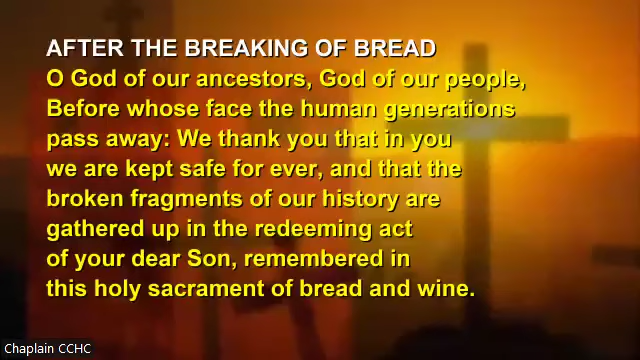 AFTER THE BREAKING OF BREAD
O God of our ancestors, God of our people,
Before whose face the human generations
pass away: We thank you that in you
we are kept safe for ever, and that the
broken fragments of our history are
gathered up in the redeeming act
of your dear Son, remembered in
this holy sacrament of bread and wine.
Chaplain CCHC